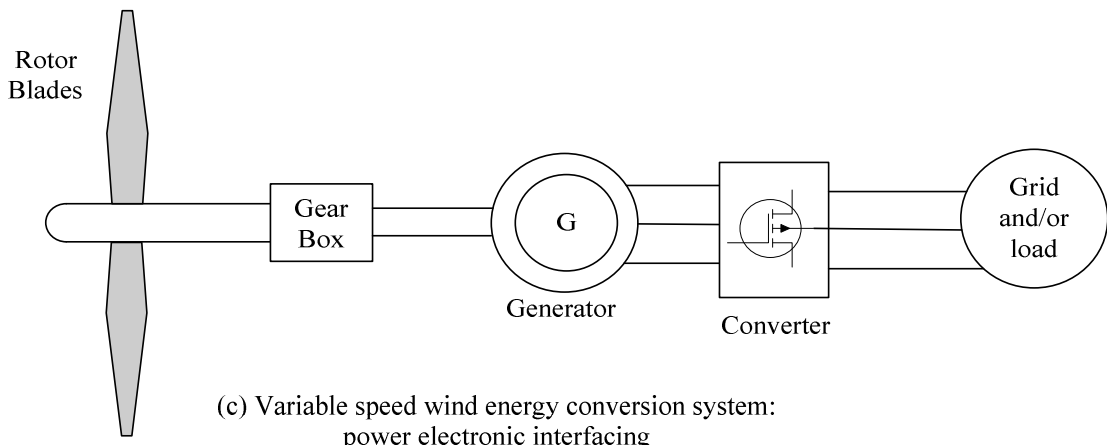 Rotor
Blades
Gear
Box
G
Generator
Converter
Grid
and/or
load
(c) Variable speed wind energy conversion system:
power electronic interfacing